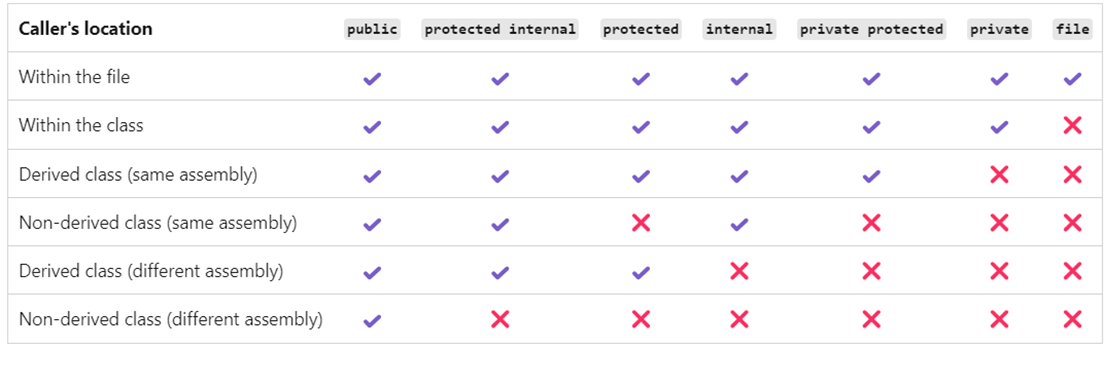 Caller's location public protected internal protected internal private protected private file
Within the file ✔ ✔ ✔ ✔ ✔ ✔ ✔
Within the class ✔ ✔ ✔ ✔ ✔ ✔ ❌
Derived class (same assembly) ✔ ✔ ✔ ✔ ✔ ❌ ❌
Non-derived class (same assembly) ✔ ✔ ❌ ✔ ❌ ❌ ❌
Derived class (different assembly) ✔ ✔ ✔ ❌ ❌ ❌ ❌
Non-derived class (different assembly) ✔ ❌ ❌ ❌ ❌ ❌ ❌